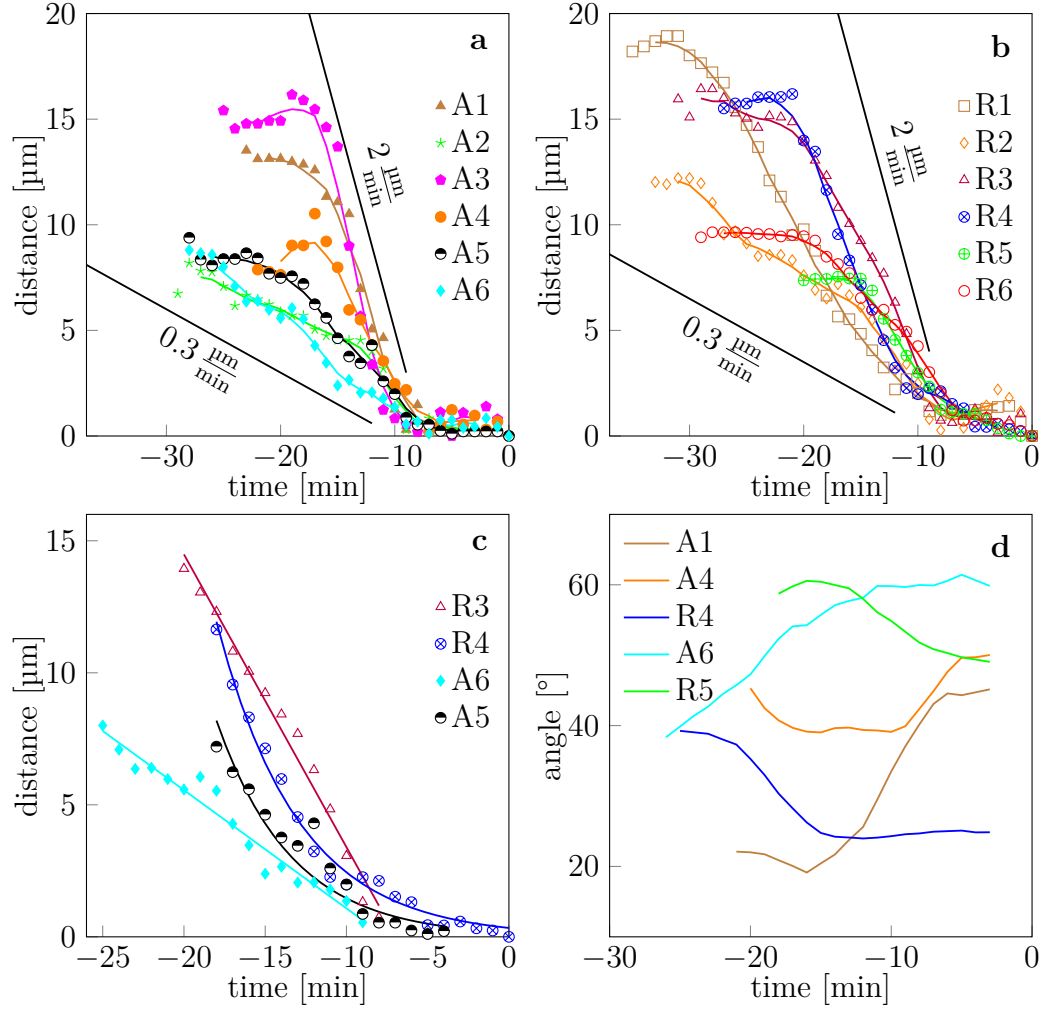 20
15
10
5
0
distance [µm]
−30
−20
−10
0
time [min]
a
A1
A2
A3
A4
A5
A6
2 µm/min
0.3 µm/min
20
15
10
5
0
distance [µm]
−30
−20
−10
0
time [min]
b
R1
R2
R3
R4
R5
R6
2 µm/min
0.3 µm/min
15
10
5
0
distance [µm]
−25
−20
−15
−10
−5
0
time [min]
c
R3
R4
A6
A5
60
40
20
angle [°]
−30
−20
−10
0
time [min]
d
A1
A4
R4
A6
R5